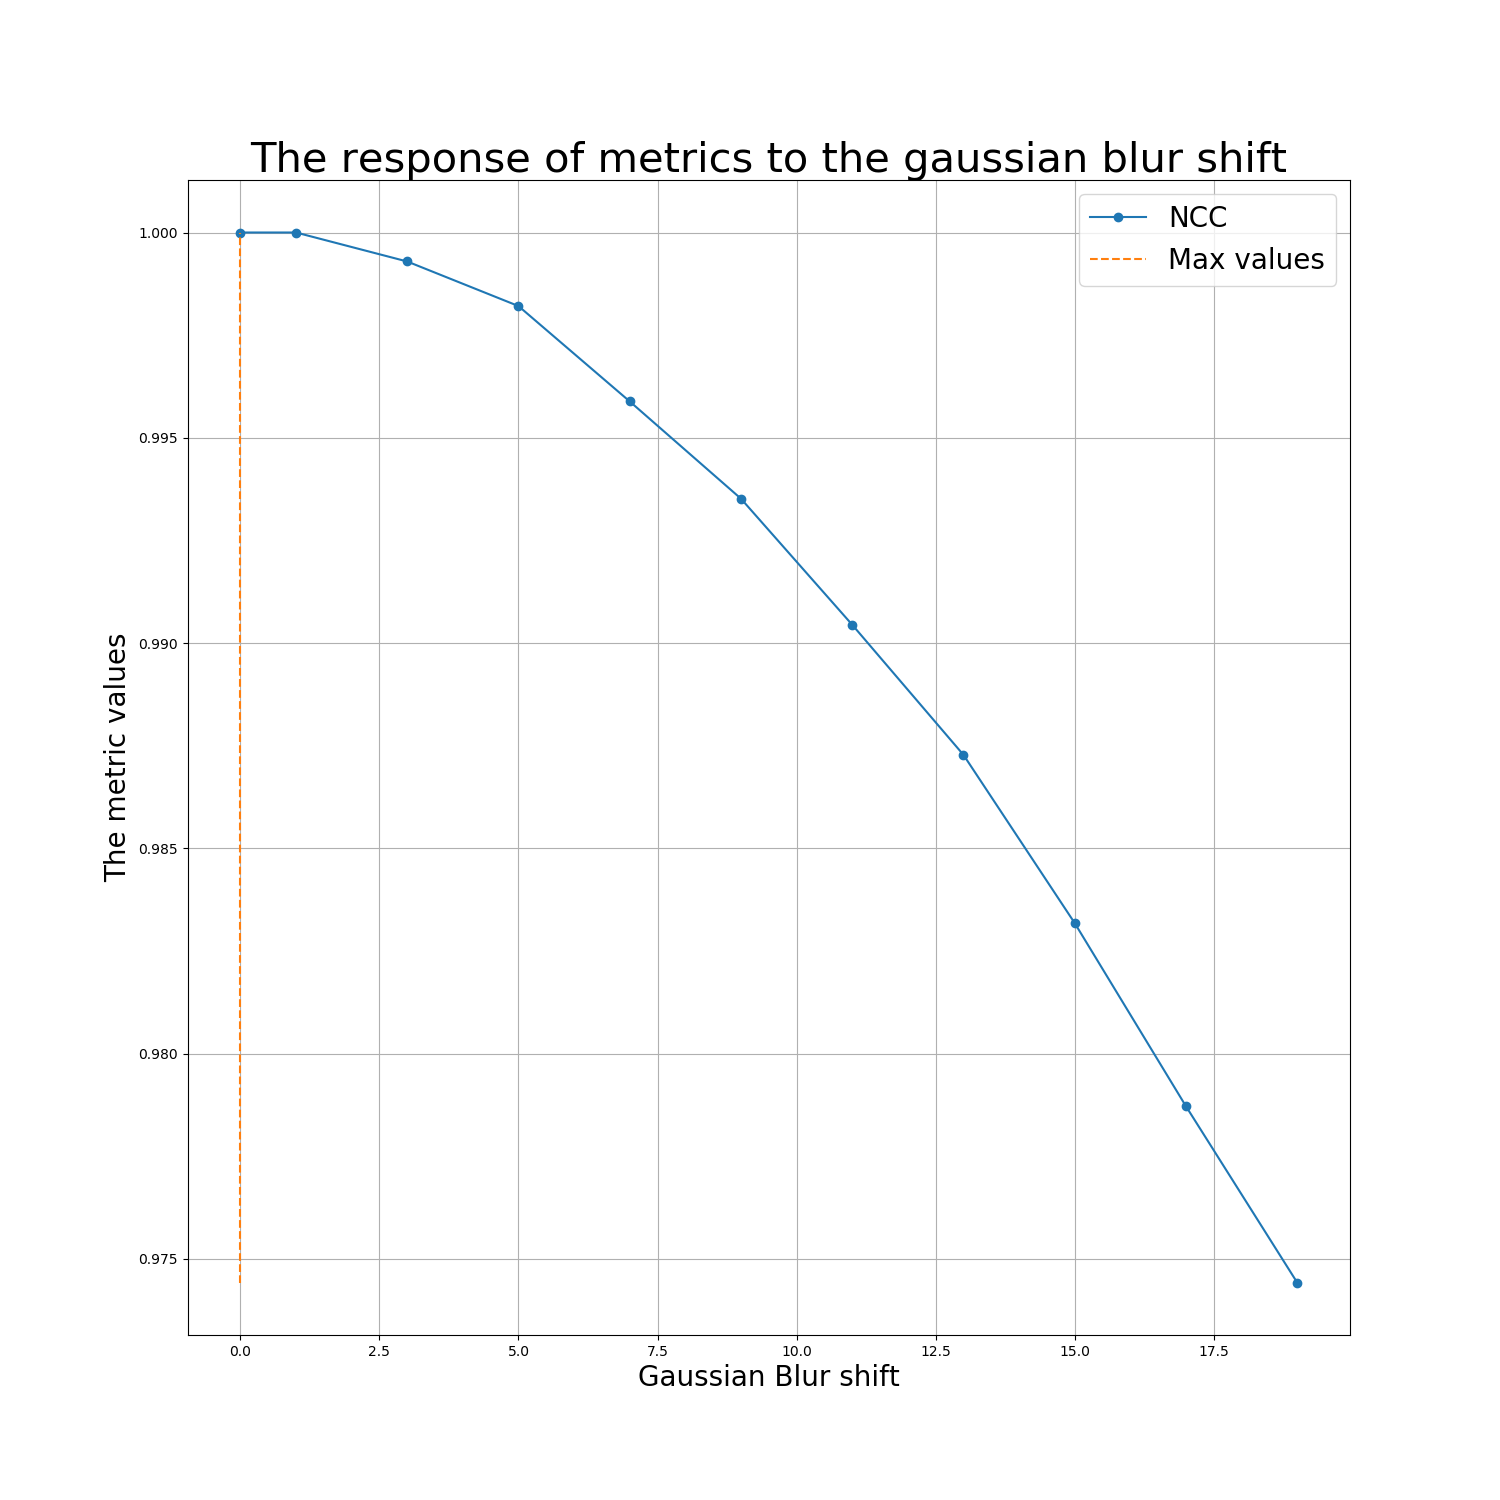 The response of metrics to the gaussian blur shift
NCC
Max values
1.000
0.995
0.990
0.985
0.980
0.975
The metric values
0.0 2.5 5.0 7.5 10.0 12.5 15.0 17.5
Gaussian Blur shift